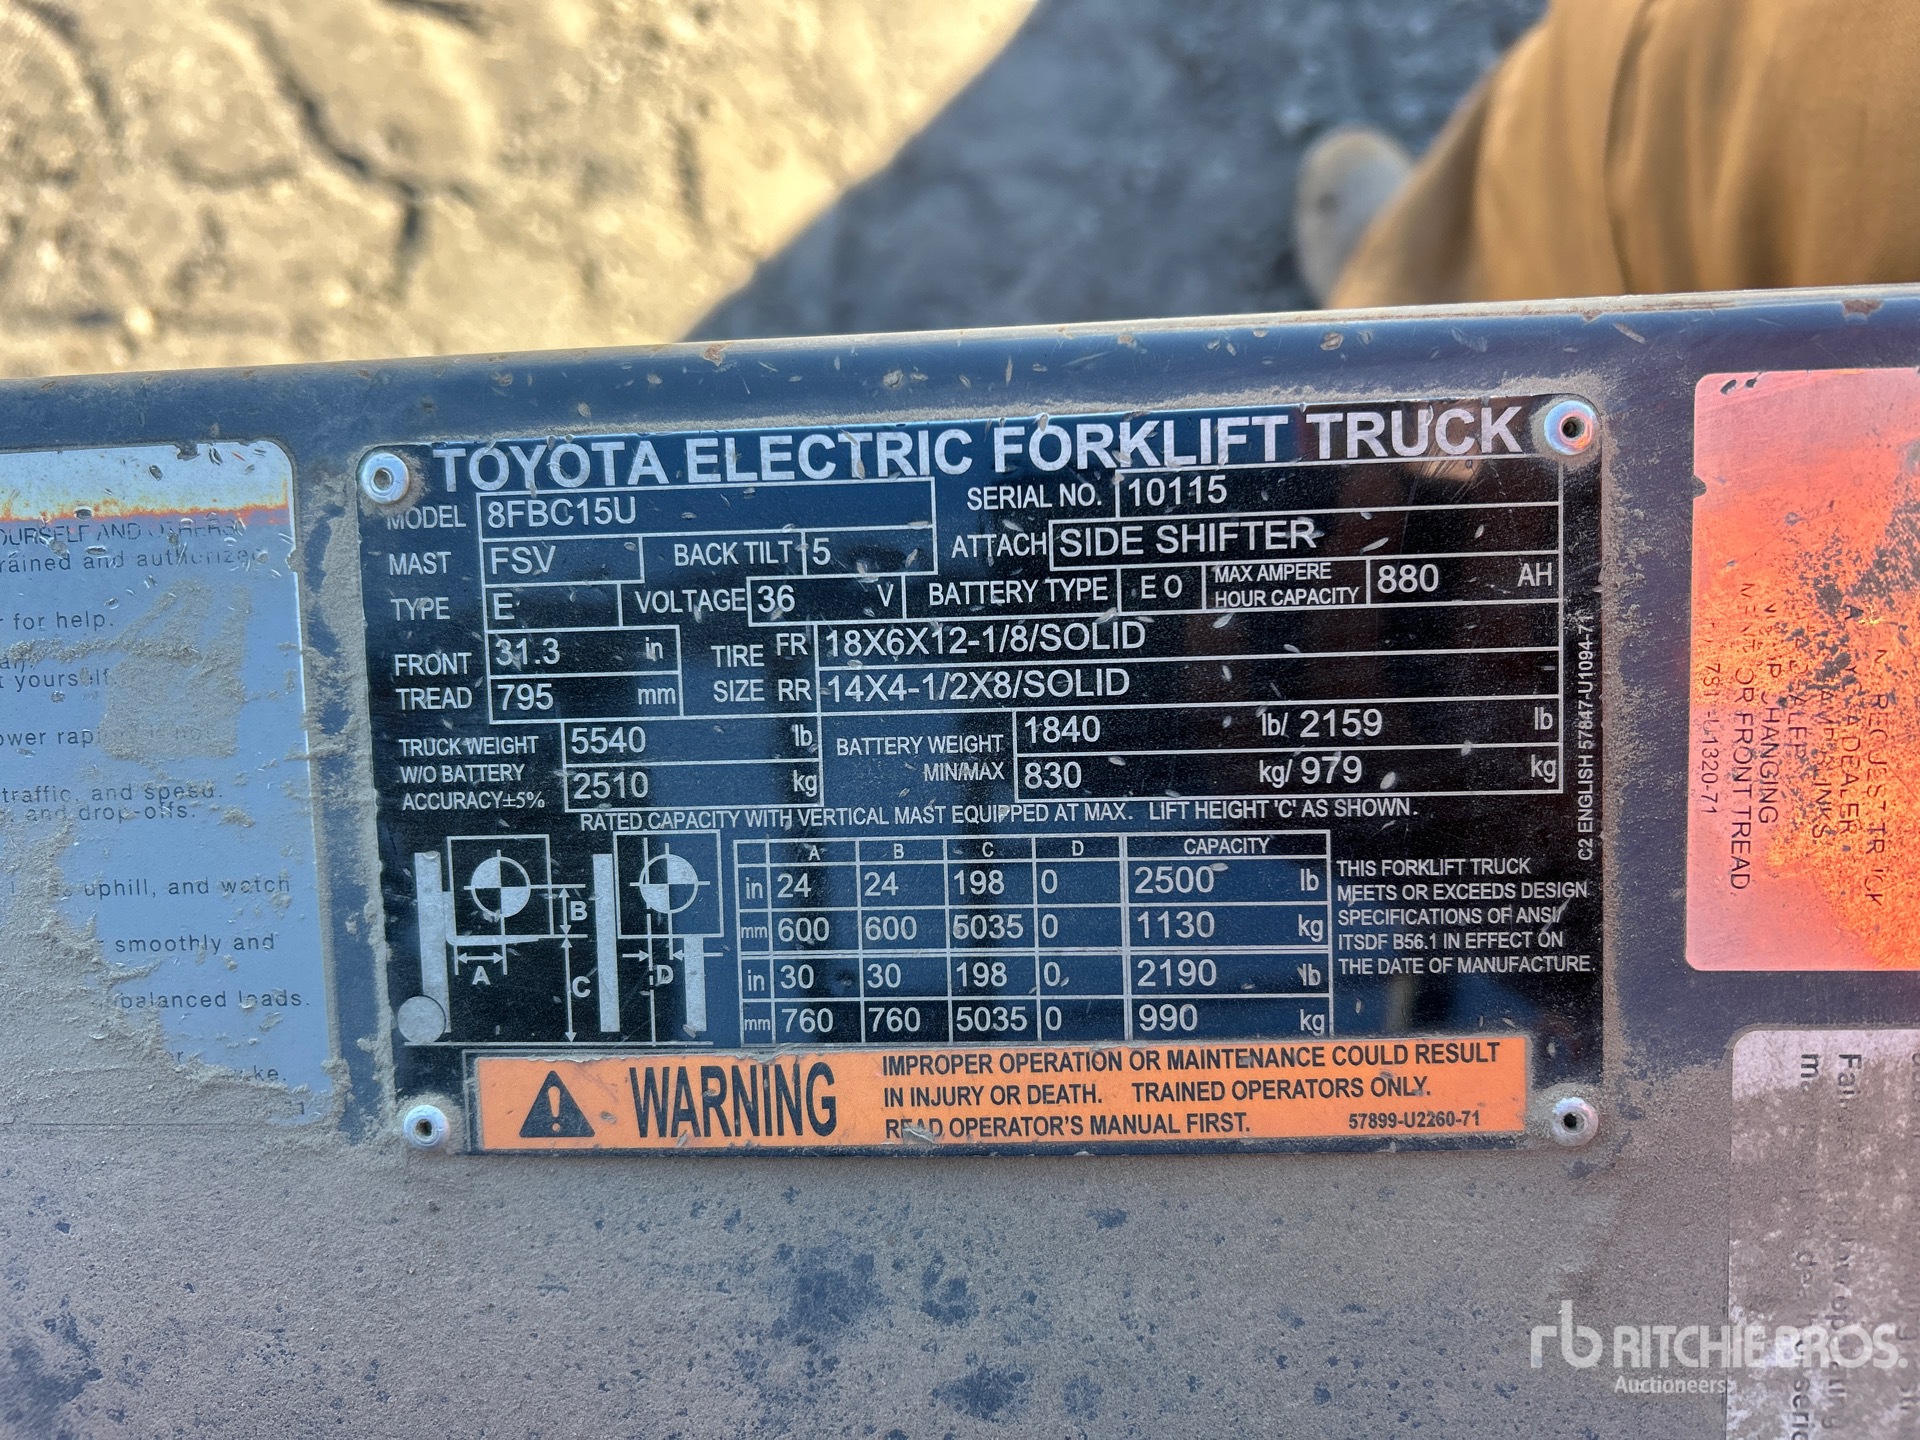 TOYOTA ELECTRIC FORKLIFT TRUCK
MODEL 8FBC15U SERIAL NO. 10115
MAST FSV BACK TILT 5 ATTACH SIDE SHIFTER
TYPE E VOLTAGE 36 V BATTERY TYPE E O MAX AMPERE HOUR CAPACITY 880 AH
FRONT TREAD 31.3 in TIRE SIZE FR 18X6X12-1/8/SOLID
795 mm RR 14X4-1/2X8/SOLID
TRUCK WEIGHT W/O BATTERY ACCURACY±5% 5540 lb BATTERY WEIGHT MIN/MAX 1840 lb/ 2159 lb
2510 kg 830 kg/ 979 kg
RATED CAPACITY WITH VERTICAL MAST EQUIPPED AT MAX. LIFT HEIGHT 'C' AS SHOWN.
A B C D CAPACITY
in 24 24 198 0 2500 lb
mm 600 600 5035 0 1130 kg
in 30 30 198 0 2190 lb
mm 760 760 5035 0 990 kg
B
A
C
D
THIS FORKLIFT TRUCK
MEETS OR EXCEEDS DESIGN
SPECIFICATIONS OF ANSI/
ITSDF B56.1 IN EFFECT ON
THE DATE OF MANUFACTURE.
C2 ENGLISH 57847-U1094-71
WARNING
IMPROPER OPERATION OR MAINTENANCE COULD RESULT
IN INJURY OR DEATH. TRAINED OPERATORS ONLY.
READ OPERATOR'S MANUAL FIRST. 57899-U2260-71
AND
and
for help.
traffic, and
and drop-offs.
uphill, and watch
smoothly and
balanced loads.
CHANGING
OR FRONT TREAD.
rb RITCHIE BROS.
Auctioneers